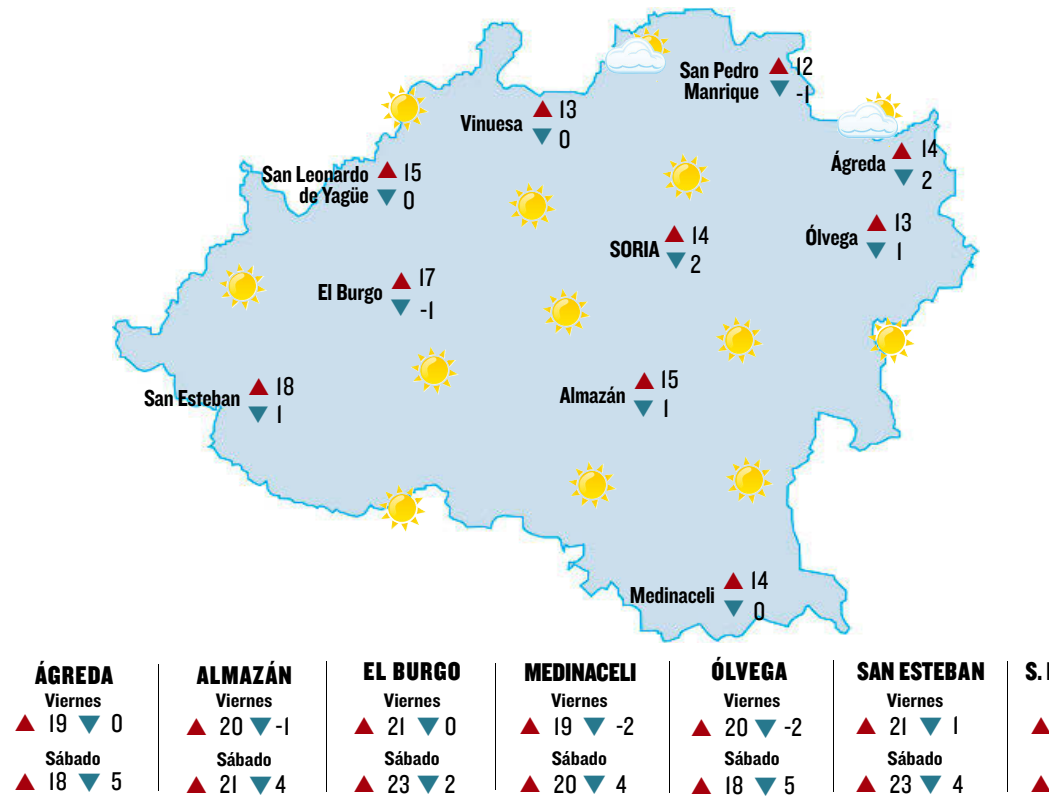 San Pedro
Manrique
12
-1
Vinuesa
13
0
Ágreda
14
2
San Leonardo
de Yagüe
15
0
Ólvega
13
1
SORIA
14
2
El Burgo
17
-1
San Esteban
18
1
Almazán
15
1
Medinaceli
14
0
ÁGREDA
Viernes
19 0
Sábado
18 5
ALMAZÁN
Viernes
20 -1
Sábado
21 4
EL BURGO
Viernes
21 0
Sábado
23 2
MEDINACELI
Viernes
19 -2
Sábado
20 4
ÓLVEGA
Viernes
20 -2
Sábado
18 5
SAN ESTEBAN
Viernes
21 1
Sábado
23 4
S.